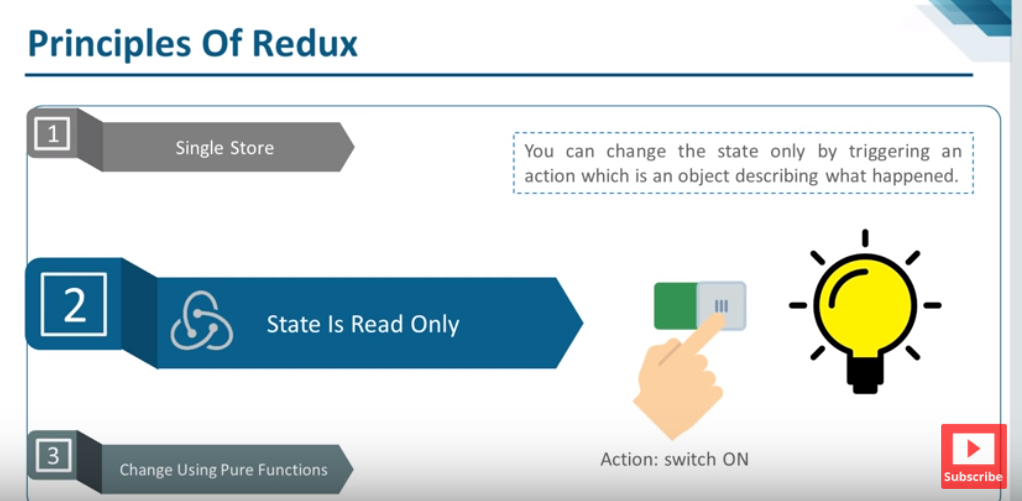 Principles Of Redux
1
Single Store
You can change the state only by triggering an
action which is an object describing what happened.
2
State Is Read Only
3
Change Using Pure Functions
Action: switch ON
Subscribe